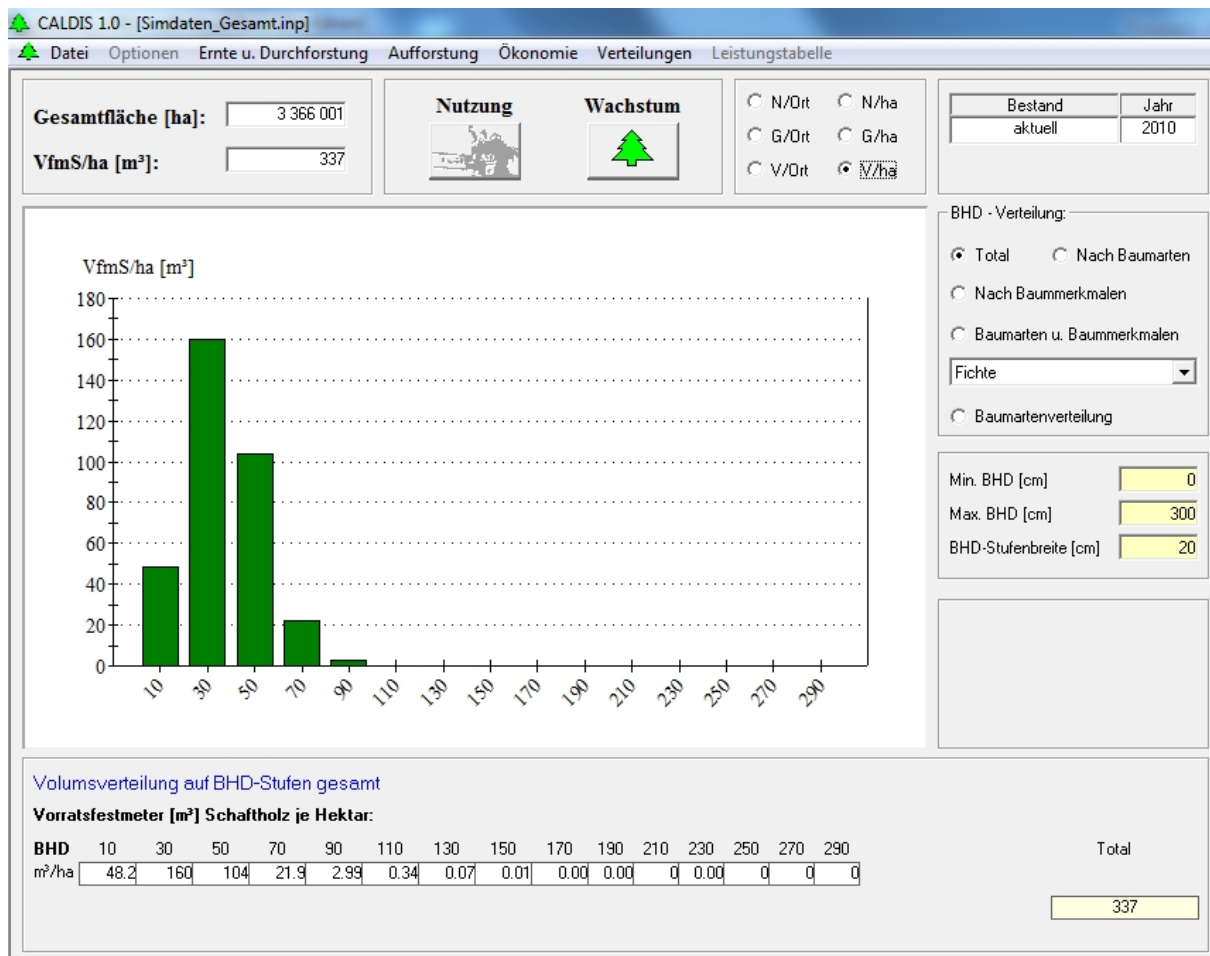 CALDIS 1.0 - [Simdaten_Gesamt.inp]
Datei Optionen Ernte u. Durchforstung Aufforstung Ökonomie Verteilungen Leistungstabelle
Gesamtfläche [ha]: 3 366 001
VfmS/ha [m³]: 337
Nutzung Wachstum
N/Ort N/ha
G/Ort G/ha
V/Ort V/ha
Bestand Jahr
aktuell 2010
VfmS/ha [m³]
180
160
140
120
100
80
60
40
20
0
10 30 50 70 90 110 130 150 170 190 210 230 250 270 290
BHD - Verteilung:
Total Nach Baumarten
Nach Baummerkmalen
Baumarten u. Baummerkmalen
Fichte
Baumartenverteilung
Min. BHD [cm] 0
Max. BHD [cm] 300
BHD-Stufenbreite [cm] 20
Volumsverteilung auf BHD-Stufen gesamt
Vorratsfestmeter [m³] Schaftholz je Hektar:
BHD 10 30 50 70 90 110 130 150 170 190 210 230 250 270 290 Total
m³/ha 48.2 160 104 21.9 2.99 0.34 0.07 0.01 0.00 0.00 0 0.00 0 0 0
337